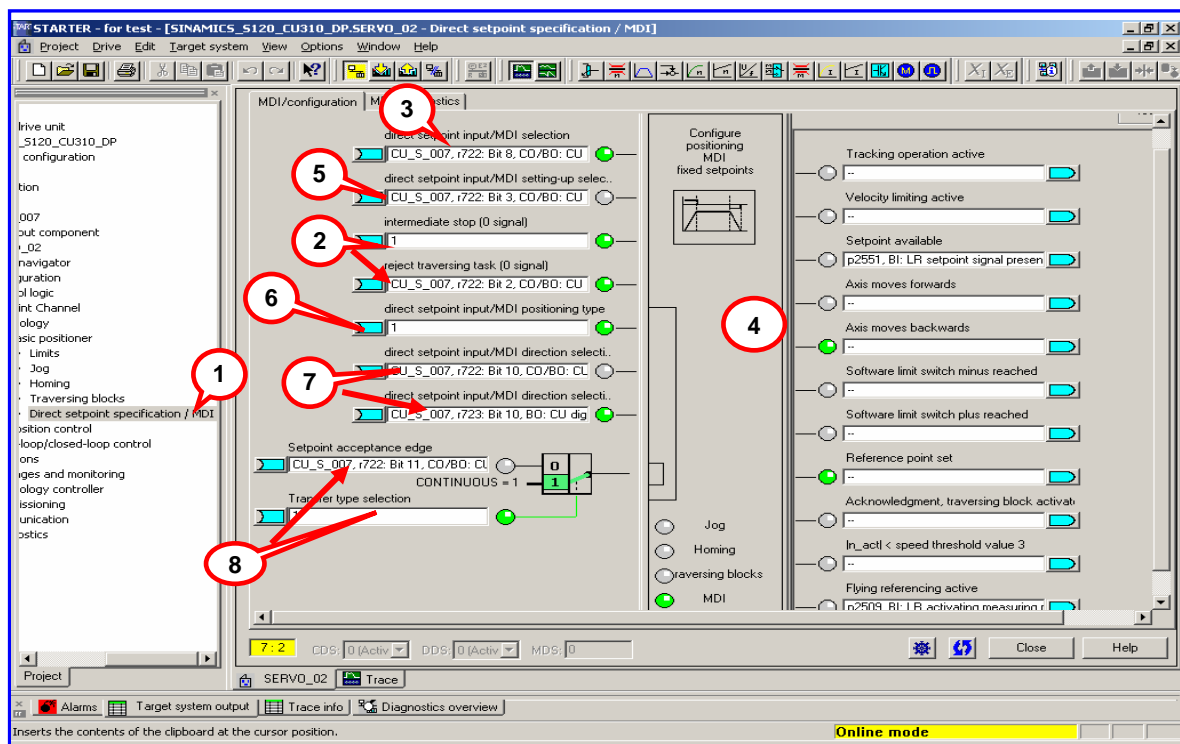 STARTER - for test - [SINAMICS_S120_CU310_DP.SERVO_02 - Direct setpoint specification / MDI]
Project Drive Edit Target system View Options Window Help
MDI/configuration
stics
drive unit
_S120_CU310_DP
configuration
tion
_007
out component
_02
navigator
guration
ol logic
int Channel
ology
asic positioner
Limits
Jog
Homing
Traversing blocks
Direct setpoint specification / MDI
osition control
-loop/closed-loop control
ons
ages and monitoring
ology controller
issioning
unication
ostics
Project
1
3
direct setpoint input/MDI selection
CU_S_007, r722: Bit 8, CO/BO: CU
5
direct setpoint input/MDI setting-up selec..
CU_S_007, r722: Bit 3, CO/BO: CU
2
intermediate stop (0 signal)
1
reject traversing task (0 signal)
CU_S_007, r722: Bit 2, CO/BO: CU
6
direct setpoint input/MDI positioning type
1
7
direct setpoint input/MDI direction selecti..
CU_S_007, r722: Bit 10, CO/BO: CL
direct setpoint input/MDI direction selecti..
CU_S_007, r723: Bit 10, BO: CU dig
Setpoint acceptance edge
CU_S_007, r722: Bit 11, CO/BO: CL
CONTINUOUS = 1
0
1
Transfer type selection
8
Configure
positioning
MDI
fixed setpoints
4
Jog
Homing
raversing blocks
MDI
Tracking operation active
--
Velocity limiting active
--
Setpoint available
p2551, BI: LR setpoint signal presen
Axis moves forwards
--
Axis moves backwards
--
Software limit switch minus reached
--
Software limit switch plus reached
--
Reference point set
--
Acknowledgment, traversing block activat
--
|n_act| < speed threshold value 3
--
Flying referencing active
p2509, BI: LR activating measuring r
7:2 CDS: 0 (Activ DDS: 0 (Activ MDS: 0
Close Help
SERVO_02 Trace
Alarms Target system output Trace info Diagnostics overview
Inserts the contents of the clipboard at the cursor position.
Online mode